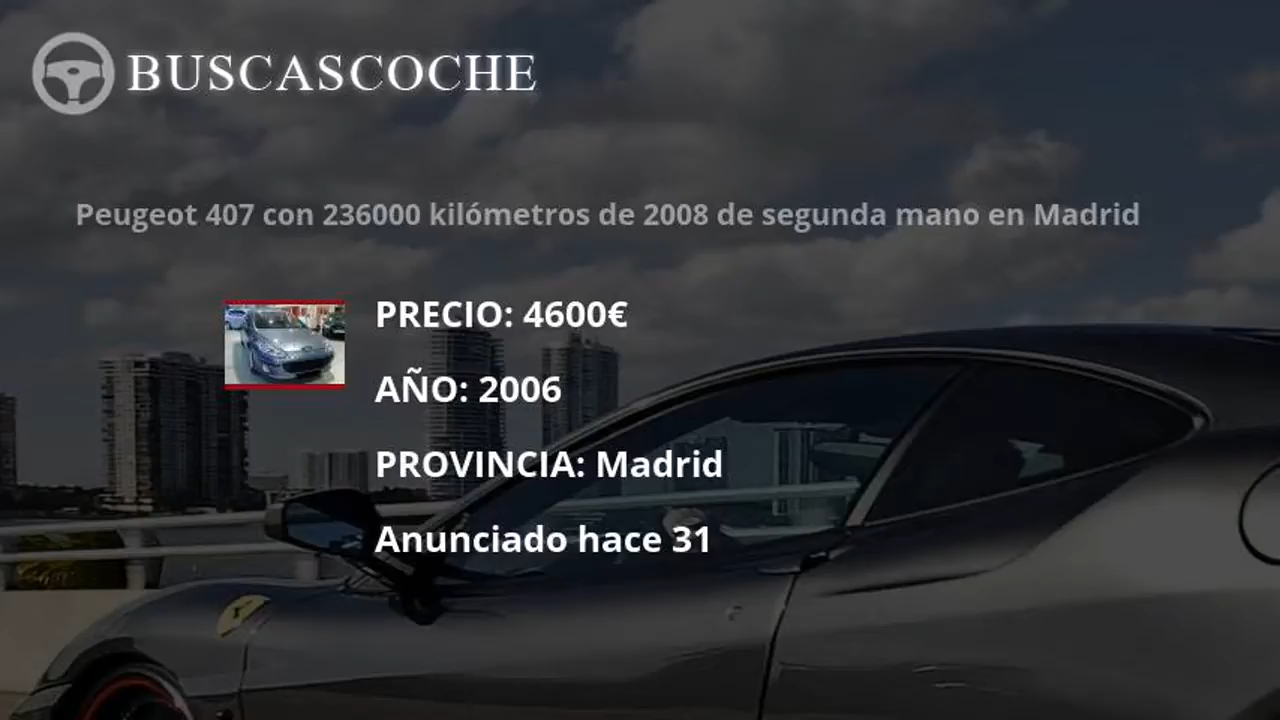 BUSCASCOCHE
Peugeot 407 con 236000 kilómetros de 2008 de segunda mano en Madrid
PRECIO: 4600€
AÑO: 2006
PROVINCIA: Madrid
Anunciado hace 31